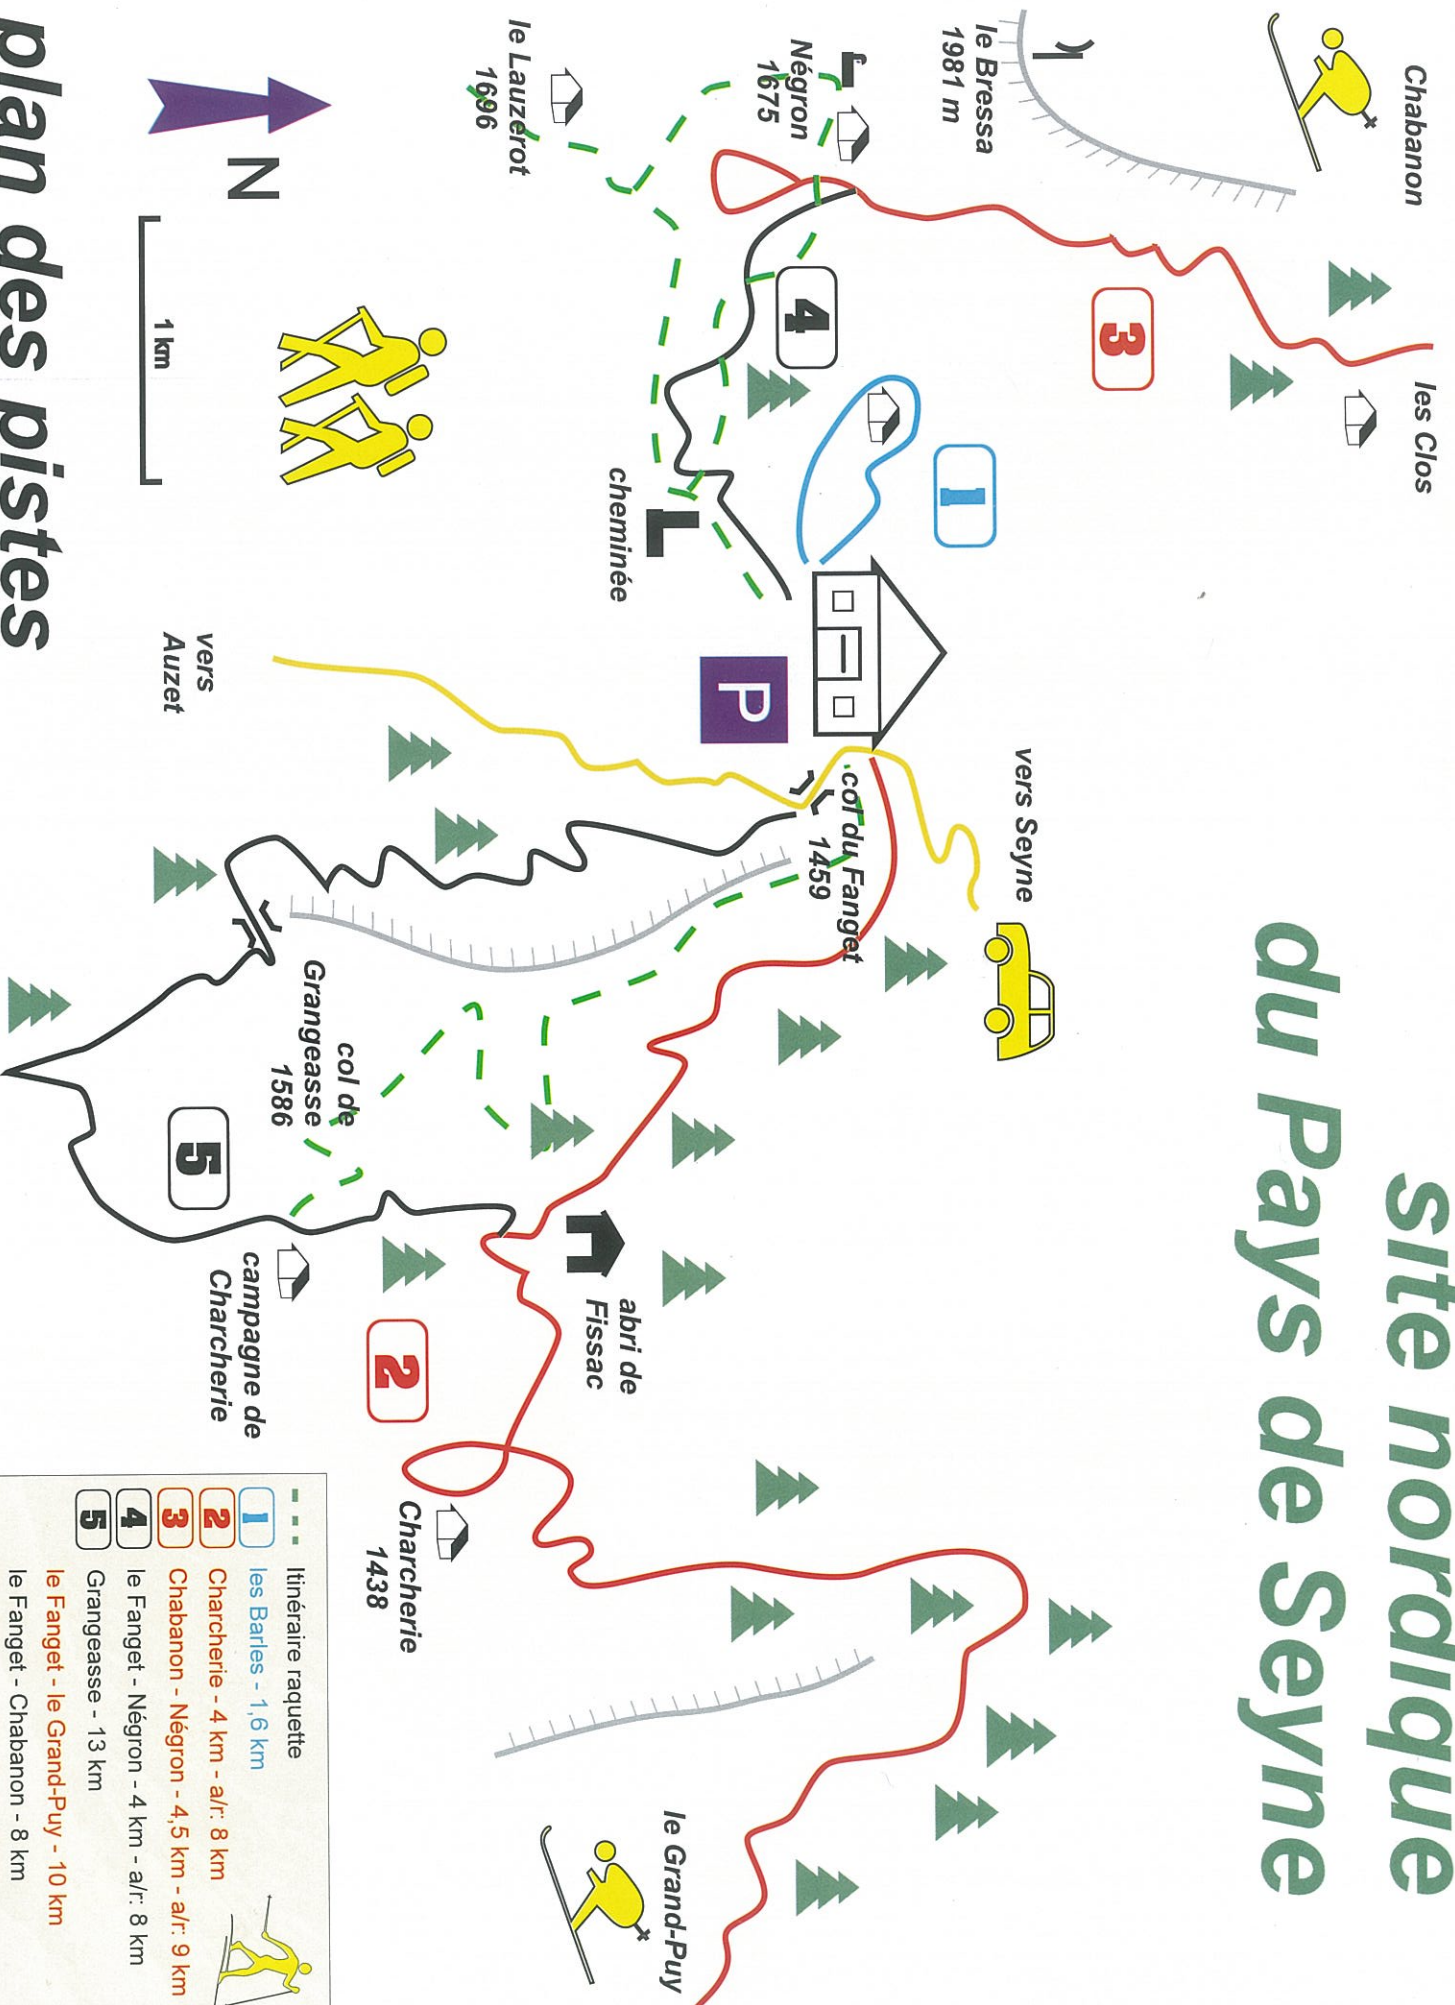 site nordique
du Pays de Seyne
Chabanon
les Clos
le Bressa
1981 m
3
vers Seyne
1
Négron
1675
4
P
col du Fanget
1459
le Lauzerot
1696
cheminée
le Grand-Puy
abri de
Fissac
vers
Auzet
N
1 km
col de
Grangeasse
1586
2
Charcherie
1438
5
campagne de
Charcherie
plan des pistes
Itinéraire raquette
1 les Barles - 1,6 km
2 Charcherie - 4 km - a/r: 8 km
3 Chabanon - Négron - 4,5 km - a/r: 9 km
4 le Fanget - Négron - 4 km - a/r: 8 km
5 Grangeasse - 13 km
le Fanget - le Grand-Puy - 10 km
le Fanget - Chabanon - 8 km